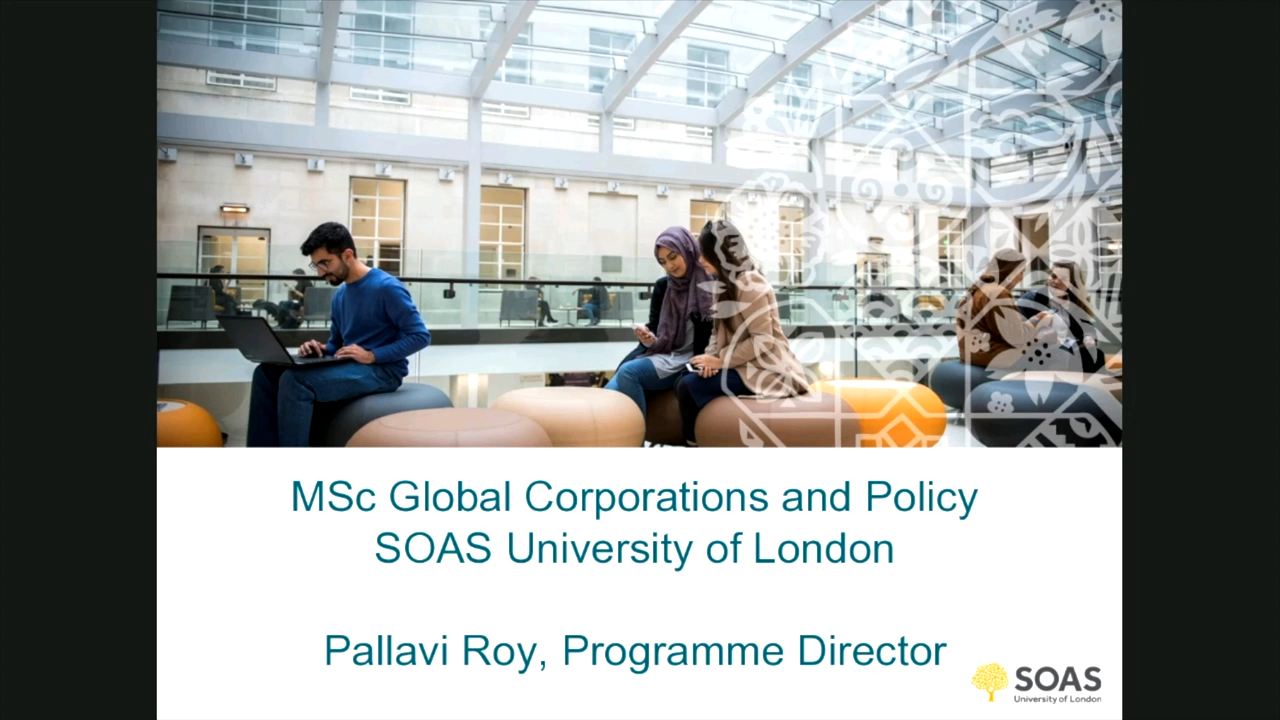 MSc Global Corporations and Policy
SOAS University of London
Pallavi Roy, Programme Director
SOAS
University of London